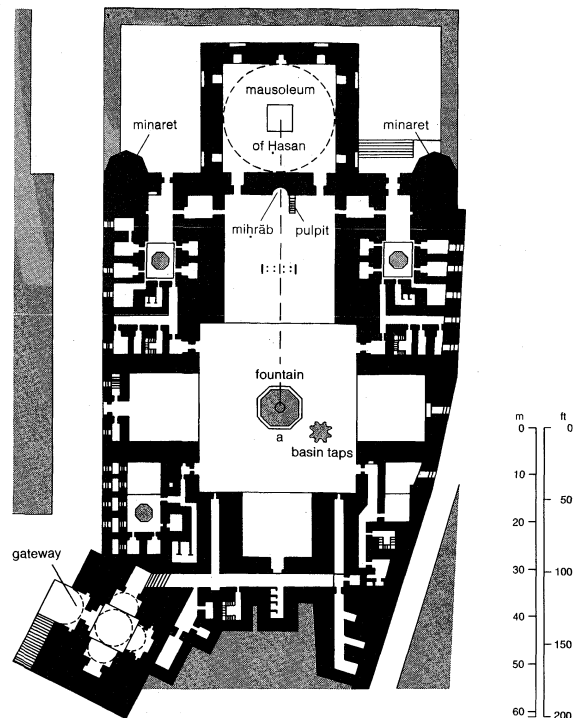 mausoleum
of Hasan
minaret
minaret
miḥrāb
pulpit
fountain
a
basin taps
gateway
m ft
0 0
10
50
20
30
100
40
150
50
60 200